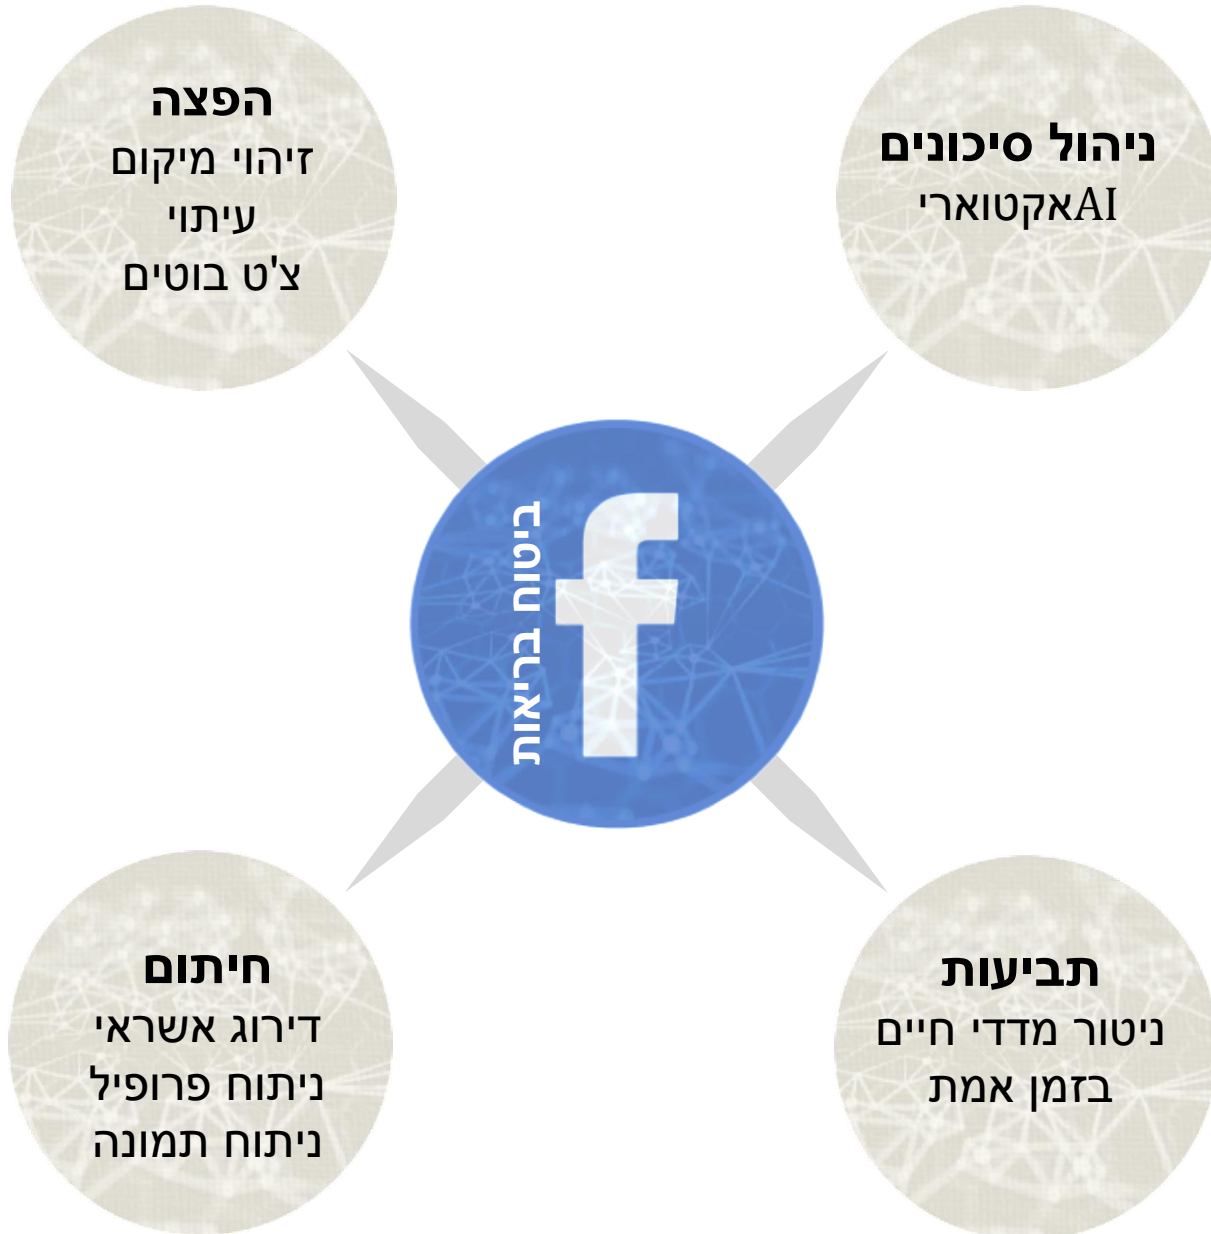 הפצה
זיהוי מיקום
עיתוי
צ'ט בוטים
ניהול סיכונים
AIאקטוארי
ביטוח בריאות
f
חיתום
דירוג אשראי
ניתוח פרופיל
ניתוח תמונה
תביעות
ניטור מדדי חיים
בזמן אמת